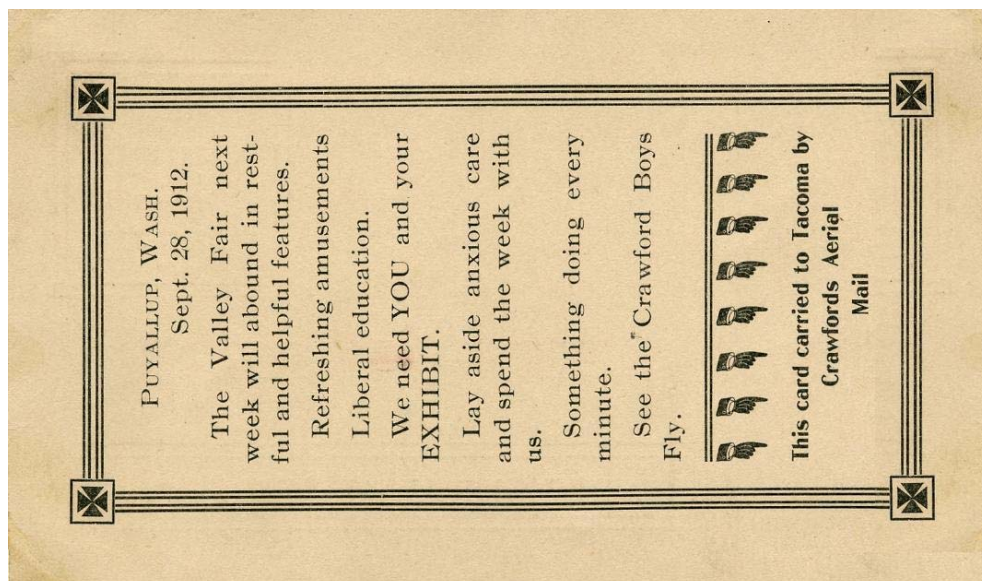 PUYALLUP, WASH.
Sept. 28, 1912.
The Valley Fair next
week will abound in rest-
ful and helpful features.
Refreshing amusements
Liberal education.
We need YOU and your
EXHIBIT.
Lay aside anxious care
and spend the week with
us.
Something doing every
minute.
See the Crawford Boys
Fly.
This card carried to Tacoma by
Crawfords Aerial
Mail